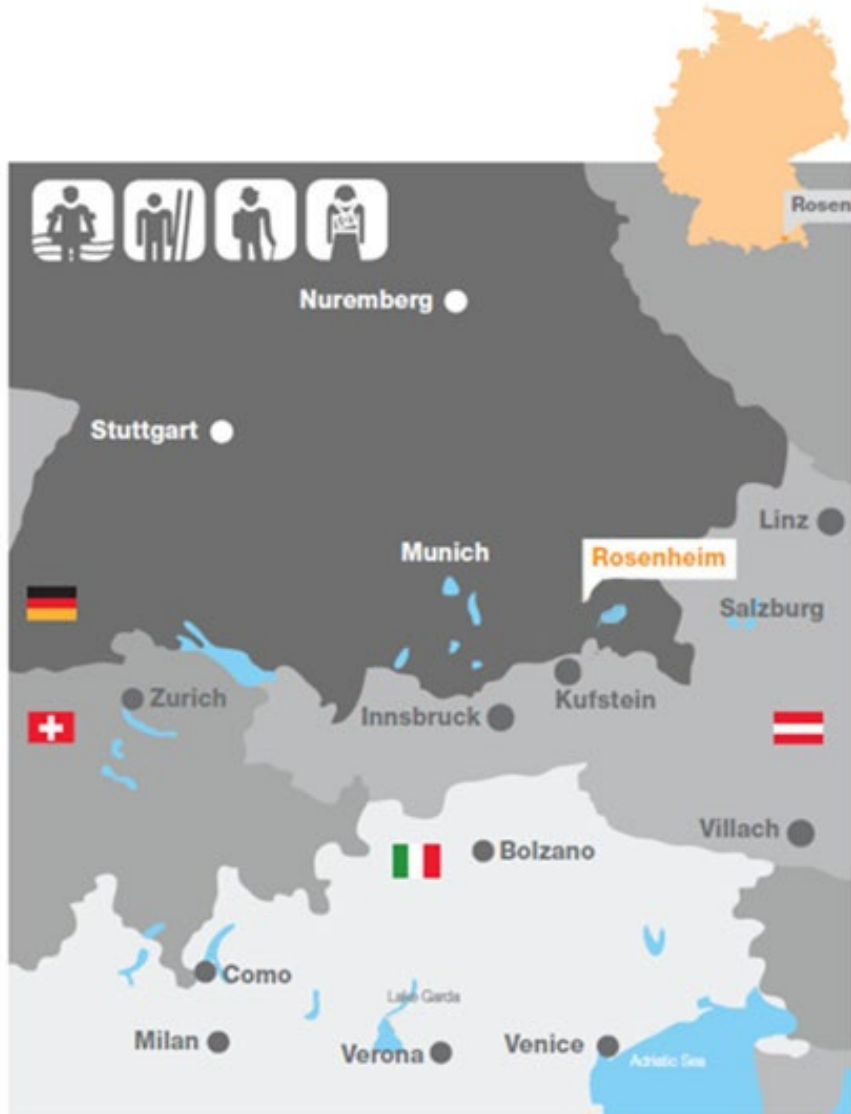 Rosen
Nuremberg
Stuttgart
Linz
Munich
Rosenheim
Salzburg
Zurich
Kufstein
Innsbruck
Villach
Bolzano
Como
Lake Garda
Milan
Verona
Venice
Adriatic Sea